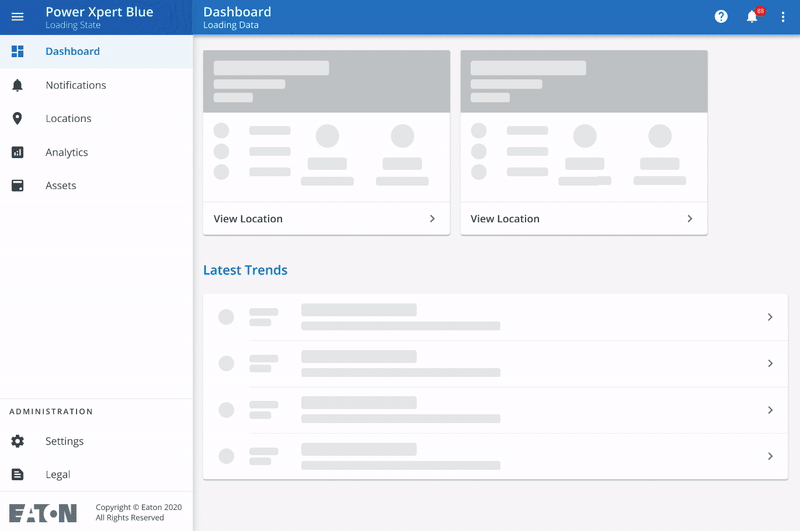 Power Xpert Blue
Loading State
Dashboard
Loading Data
88
Dashboard
Notifications
Locations
Analytics
Assets
ADMINISTRATION
Settings
Legal
EATON
Copyright © Eaton 2020
All Rights Reserved
View Location
View Location
Latest Trends